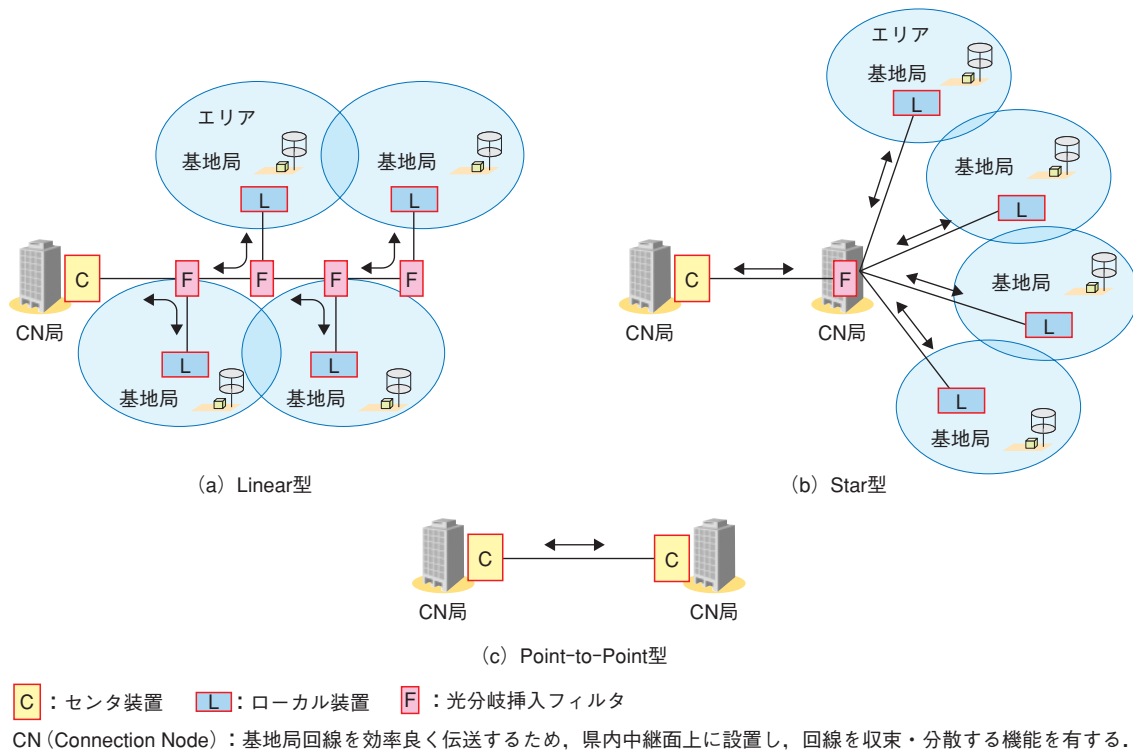 エリア
基地局
L
基地局
L
CN局
C
F
F
F
F
L
基地局
L
基地局
(a) Linear型
エリア
基地局
L
基地局
L
基地局
L
L
基地局
CN局
C
F
CN局
(b) Star型
C
CN局
C
CN局
(c) Point-to-Point型
C：センタ装置 L：ローカル装置 F：光分岐挿入フィルタ
CN (Connection Node)：基地局回線を効率良く伝送するため，県内中継面上に設置し，回線を収束・分散する機能を有する．